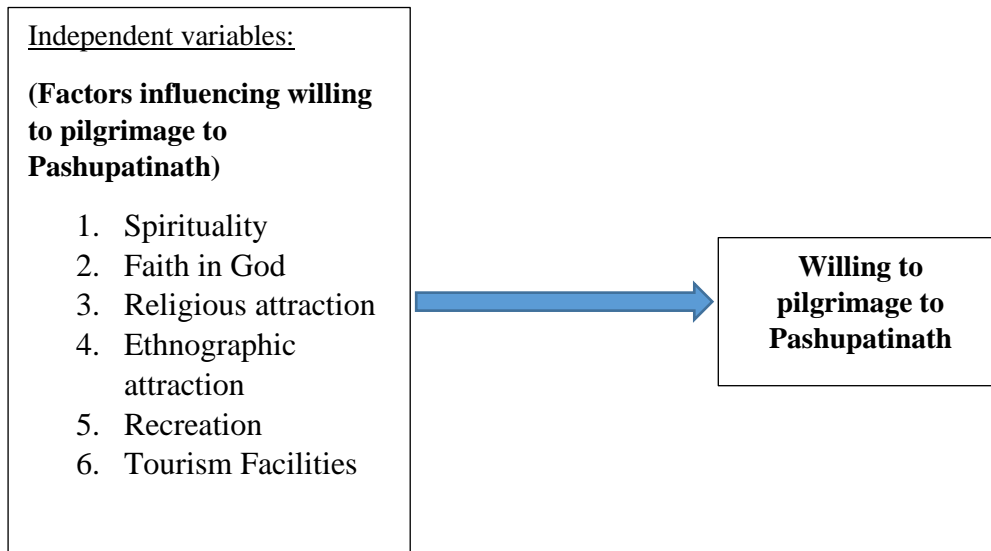 Independent variables:
(Factors influencing willing
to pilgrimage to
Pashupatinath)
1. Spirituality
2. Faith in God
3. Religious attraction
4. Ethnographic
attraction
5. Recreation
6. Tourism Facilities
Willing to
pilgrimage to
Pashupatinath